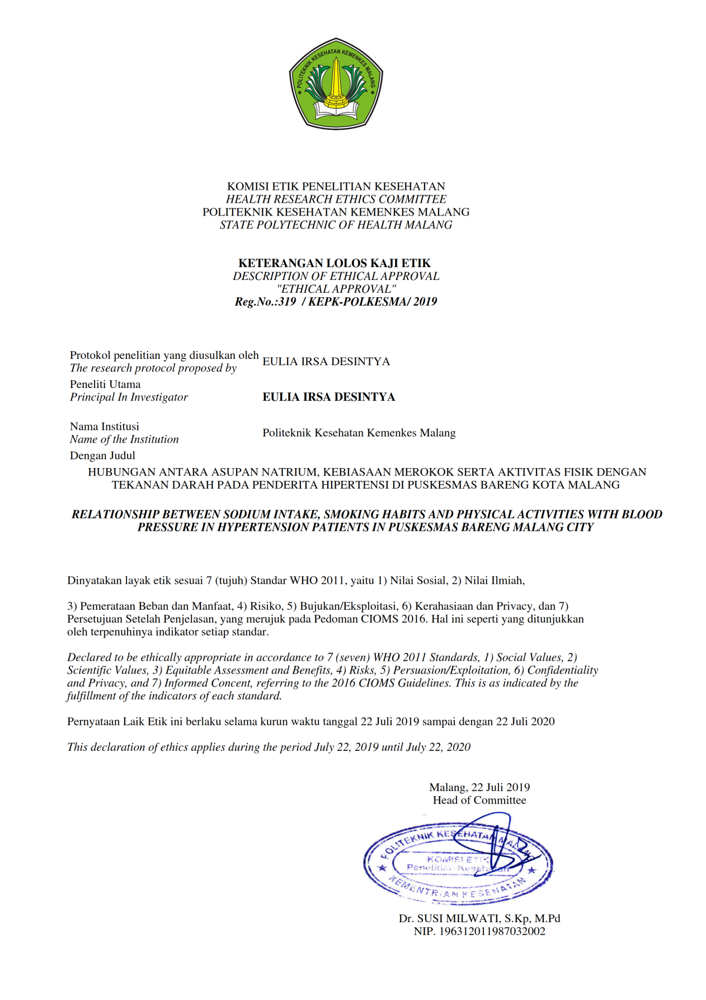 POLITEKNIK KESEHATAN KEMENKES MALANG
KOMISI ETIK PENELITIAN KESEHATAN
HEALTH RESEARCH ETHICS COMMITTEE
POLITEKNIK KESEHATAN KEMENKES MALANG
STATE POLYTECHNIC OF HEALTH MALANG
KETERANGAN LOLOS KAJI ETIK
DESCRIPTION OF ETHICAL APPROVAL
"ETHICAL APPROVAL"
Reg.No.:319 / KEPK-POLKESMA/ 2019
Protokol penelitian yang diusulkan oleh
The research protocol proposed by
EULIA IRSA DESINTYA
Peneliti Utama
Principal In Investigator
EULIA IRSA DESINTYA
Nama Institusi
Name of the Institution
Politeknik Kesehatan Kemenkes Malang
Dengan Judul
HUBUNGAN ANTARA ASUPAN NATRIUM, KEBIASAAN MEROKOK SERTA AKTIVITAS FISIK DENGAN
TEKANAN DARAH PADA PENDERITA HIPERTENSI DI PUSKESMAS BARENG KOTA MALANG
RELATIONSHIP BETWEEN SODIUM INTAKE, SMOKING HABITS AND PHYSICAL ACTIVITIES WITH BLOOD
PRESSURE IN HYPERTENSION PATIENTS IN PUSKESMAS BARENG MALANG CITY
Dinyatakan layak etik sesuai 7 (tujuh) Standar WHO 2011, yaitu 1) Nilai Sosial, 2) Nilai Ilmiah,
3) Pemerataan Beban dan Manfaat, 4) Risiko, 5) Bujukan/Eksploitasi, 6) Kerahasiaan dan Privacy, dan 7)
Persetujuan Setelah Penjelasan, yang merujuk pada Pedoman CIOMS 2016. Hal ini seperti yang ditunjukkan
oleh terpenuhinya indikator setiap standar.
Declared to be ethically appropriate in accordance to 7 (seven) WHO 2011 Standards, 1) Social Values, 2)
Scientific Values, 3) Equitable Assessment and Benefits, 4) Risks, 5) Persuasion/Exploitation, 6) Confidentiality
and Privacy, and 7) Informed Concent, referring to the 2016 CIOMS Guidelines. This is as indicated by the
fulfillment of the indicators of each standard.
Pernyataan Laik Etik ini berlaku selama kurun waktu tanggal 22 Juli 2019 sampai dengan 22 Juli 2020
This declaration of ethics applies during the period July 22, 2019 until July 22, 2020
Malang, 22 Juli 2019
Head of Committee
POLITEKNIK KESEHATAN MALANG
KOMISI ETIK
Penelitian Kesehatan
KEMENTRIAN KESEHATAN
Dr. SUSI MILWATI, S.Kp, M.Pd
NIP. 196312011987032002